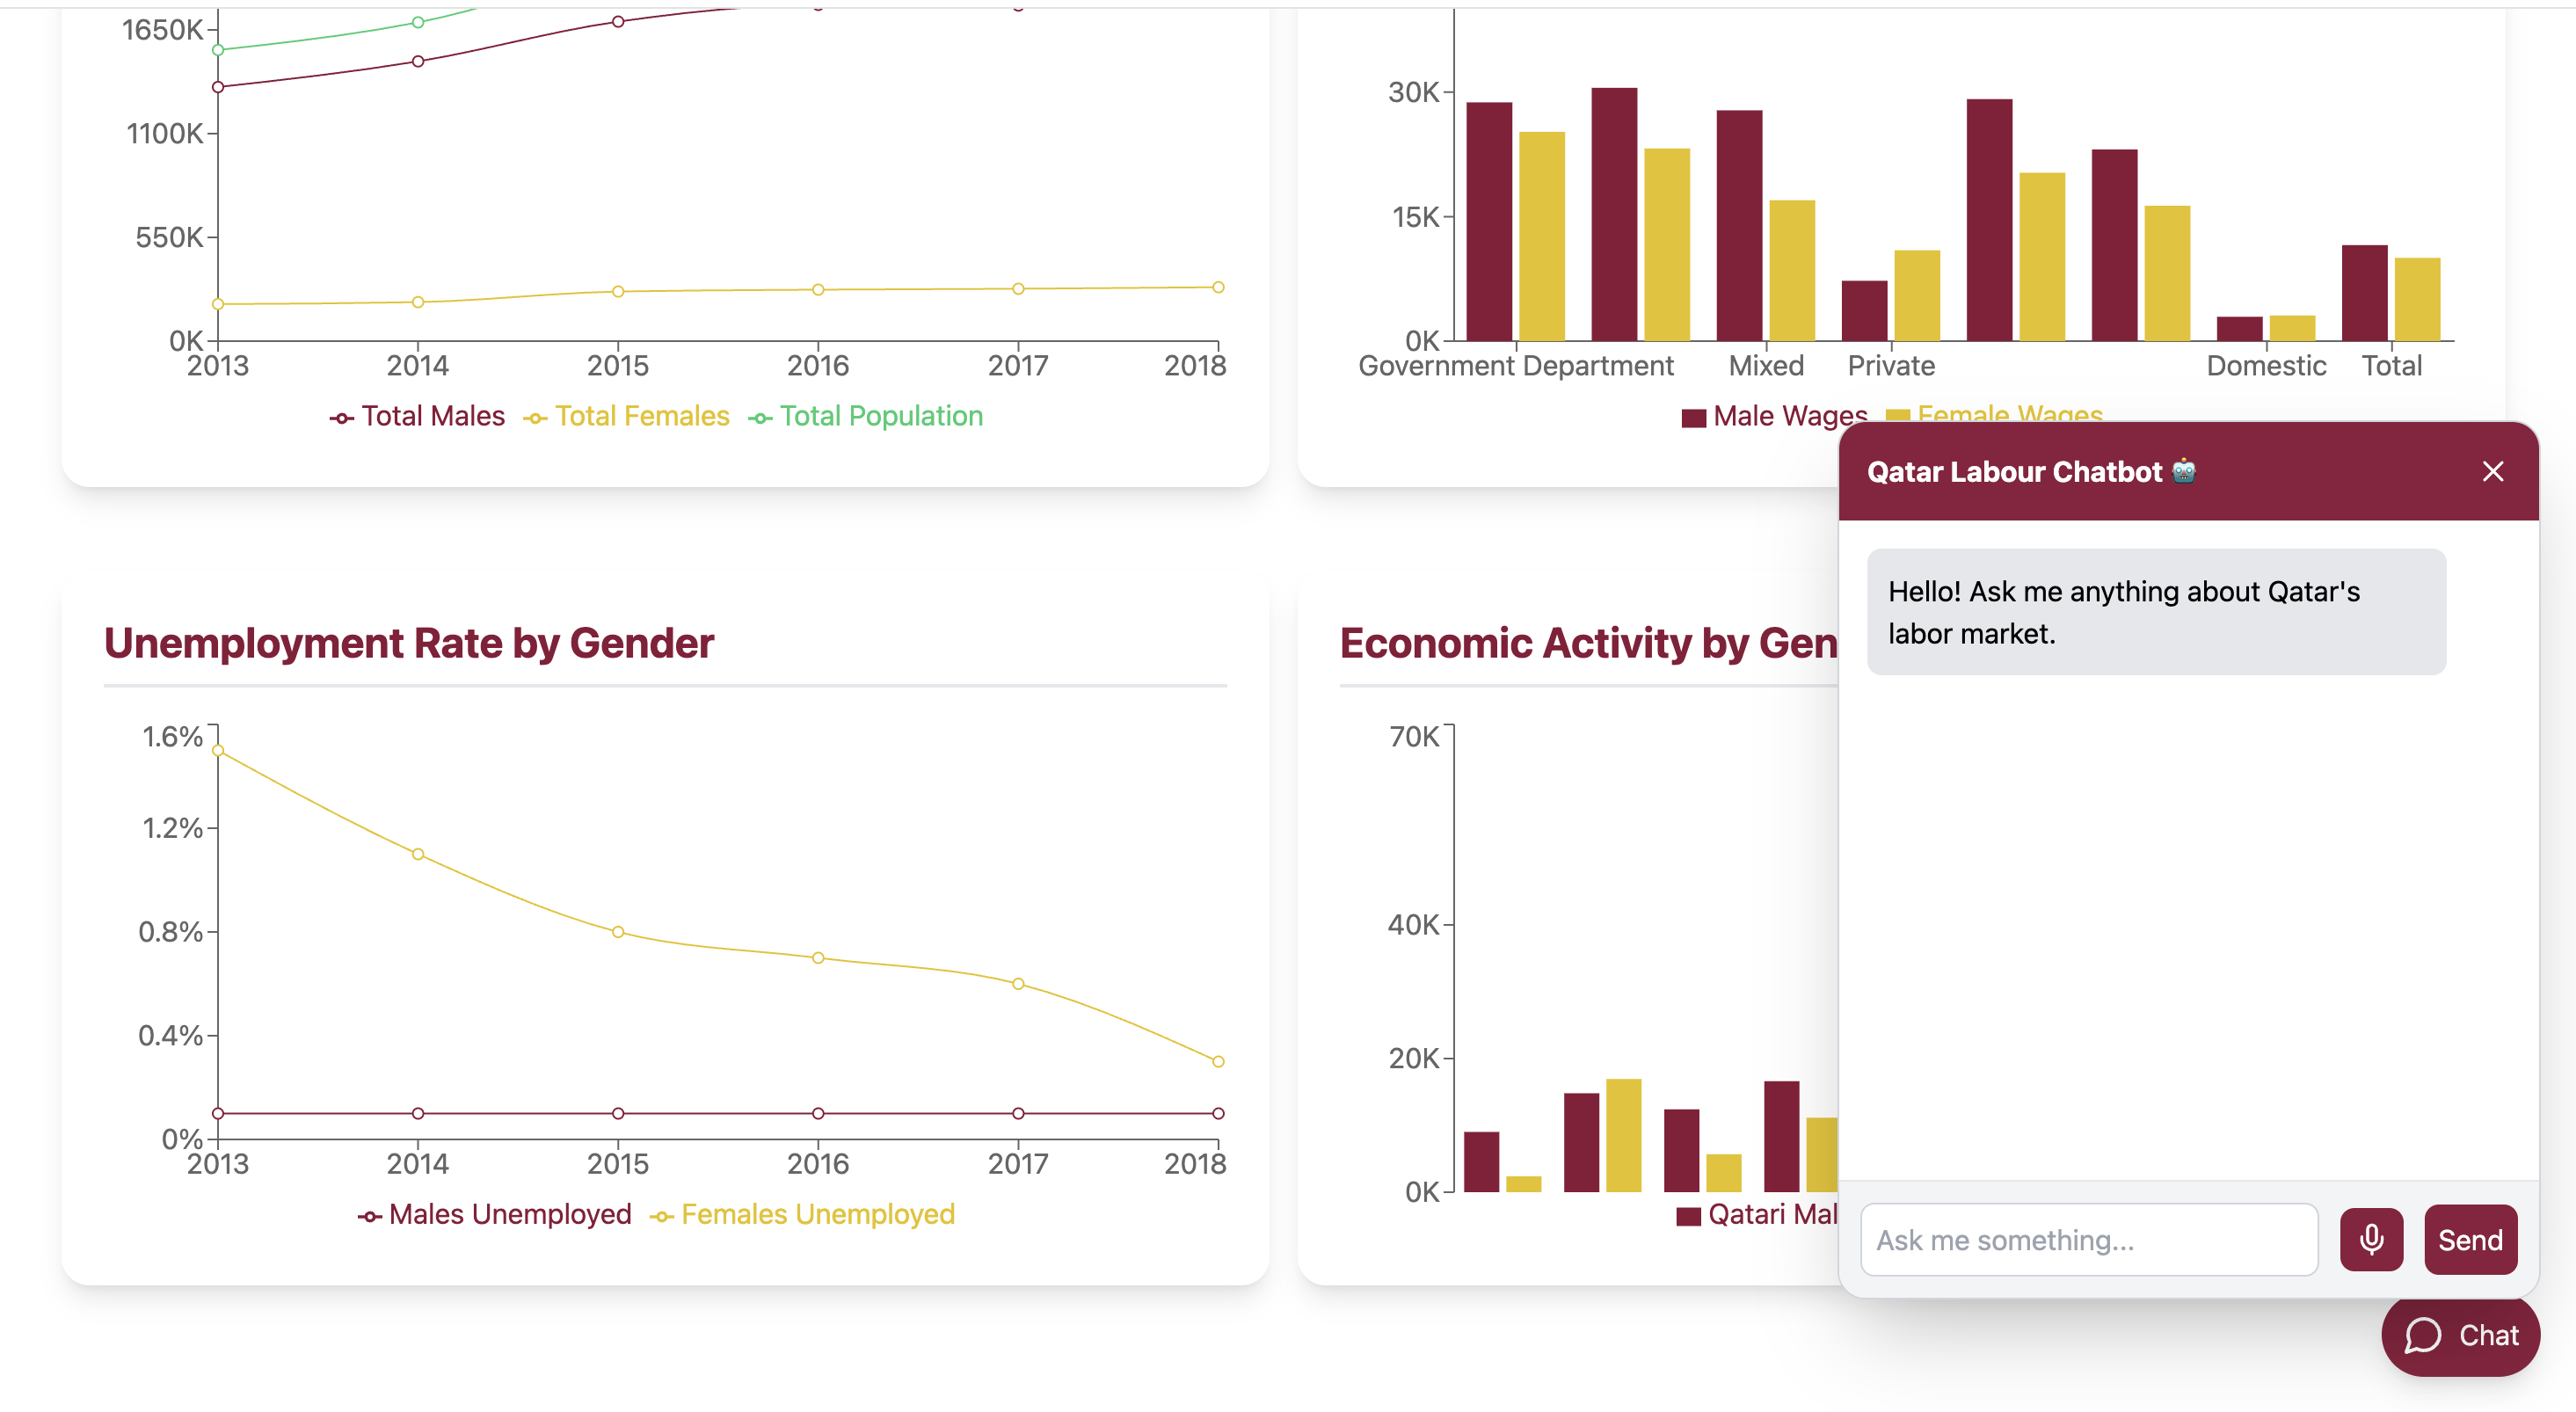 1650K
1100K
550K
0K
2013 2014 2015 2016 2017 2018
Total Males Total Females Total Population
30K
15K
0K
Government Department Mixed Private Domestic Total
Male Wages Female Wages
Unemployment Rate by Gender
1.6%
1.2%
0.8%
0.4%
0%
2013 2014 2015 2016 2017 2018
Males Unemployed Females Unemployed
Economic Activity by Gen
70K
40K
20K
0K
Qatari Mal
Qatar Labour Chatbot
Hello! Ask me anything about Qatar's
labor market.
Ask me something...
Send
Chat